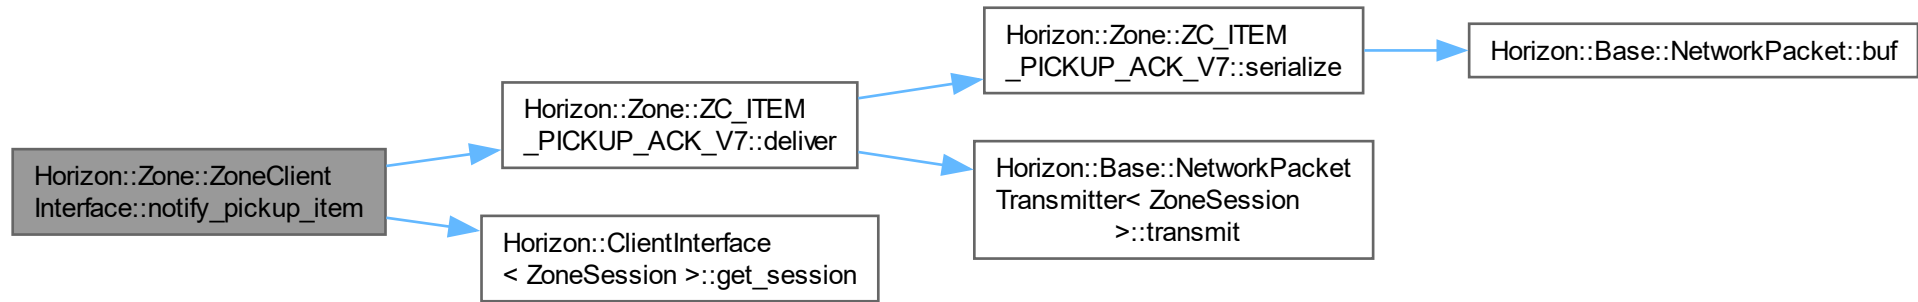 Horizon::Zone::ZoneClient
Interface::notify_pickup_item
Horizon::Zone::ZC_ITEM
_PICKUP_ACK_V7::deliver
Horizon::ClientInterface
< ZoneSession >::get_session
Horizon::Zone::ZC_ITEM
_PICKUP_ACK_V7::serialize
Horizon::Base::NetworkPacket
Transmitter< ZoneSession
>::transmit
Horizon::Base::NetworkPacket::buf